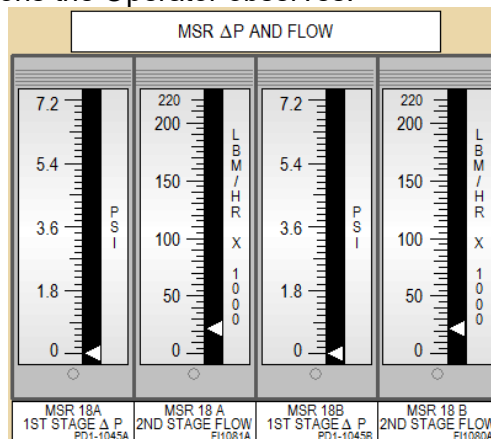 ons the Operator observes:
MSR ΔP AND FLOW
7.2
5.4
3.6
1.8
0
PSI
220
200
150
100
50
0
LBM/HR X 1000
7.2
5.4
3.6
1.8
0
PSI
220
200
150
100
50
0
LBM/HR X 1000
MSR 18A
1ST STAGE Δ P
PD1-1045A
MSR 18 A
2ND STAGE FLOW
FI1081A
MSR 18B
1ST STAGE Δ P
PD1-1045B
MSR 18 B
2ND STAGE FLOW
FI1080A